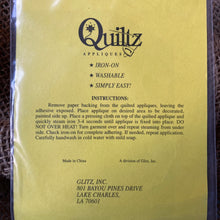 Quiltz
APPLIQUES
★ IRON-ON
★ WASHABLE
★ SIMPLY EASY!
INSTRUCTIONS:
Remove paper backing from the quilted appliques, leaving the
adhesive exposed. Place applique on desired area to be decorated,
painted side up. Place a pressing cloth on top of the applique and
quickly steam iron 3-4 seconds until applique is fixed into place. DO
NOT OVER HEAT! Turn garment over and repeat steaming from under
side. Check iron-on for complete adhering. If needed, repeat application.
Carefully handwash in cold water with mild soap.
Made in China
A division of Glitz, Inc.
GLITZ, INC.
801 BAYOU PINES DRIVE
LAKE CHARLES,
LA 70601